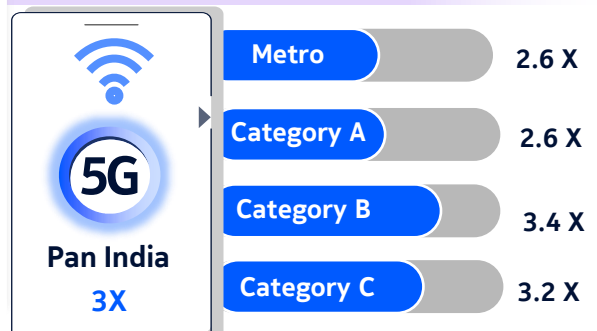 5G
Pan India
3X
Metro 2.6 X
Category A 2.6 X
Category B 3.4 X
Category C 3.2 X